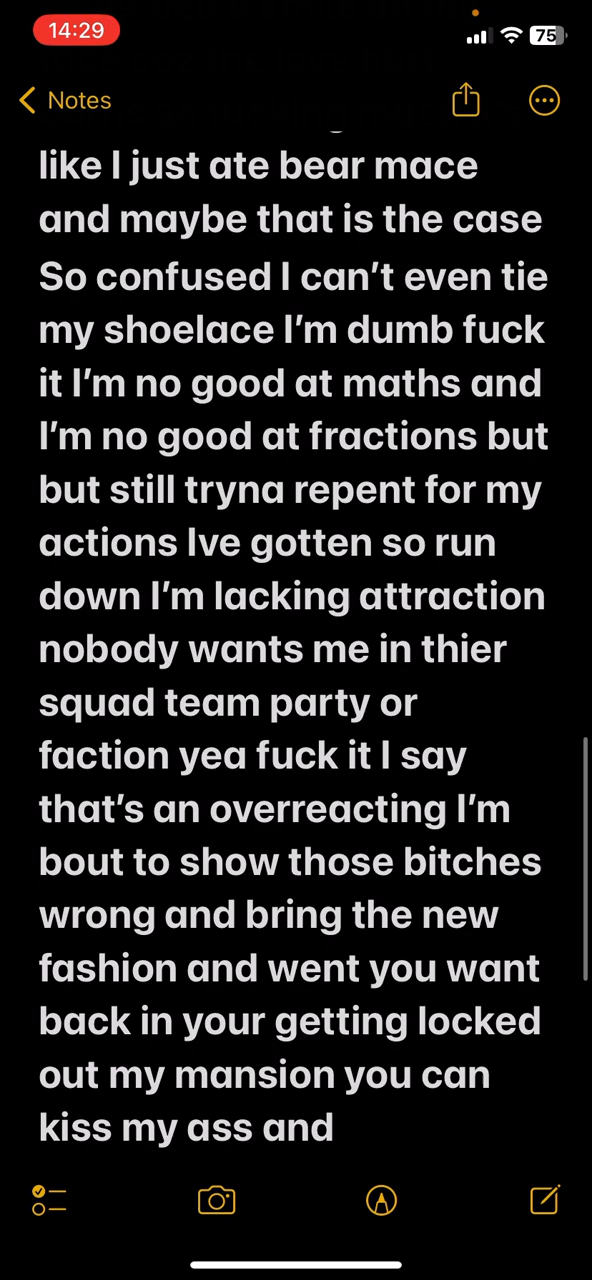 14:29
75
Notes
like I just ate bear mace
and maybe that is the case
So confused I can't even tie
my shoelace I'm dumb fuck
it I'm no good at maths and
I'm no good at fractions but
but still tryna repent for my
actions Ive gotten so run
down I'm lacking attraction
nobody wants me in thier
squad team party or
faction yea fuck it I say
that's an overreacting I'm
bout to show those bitches
wrong and bring the new
fashion and went you want
back in your getting locked
out my mansion you can
kiss my ass and